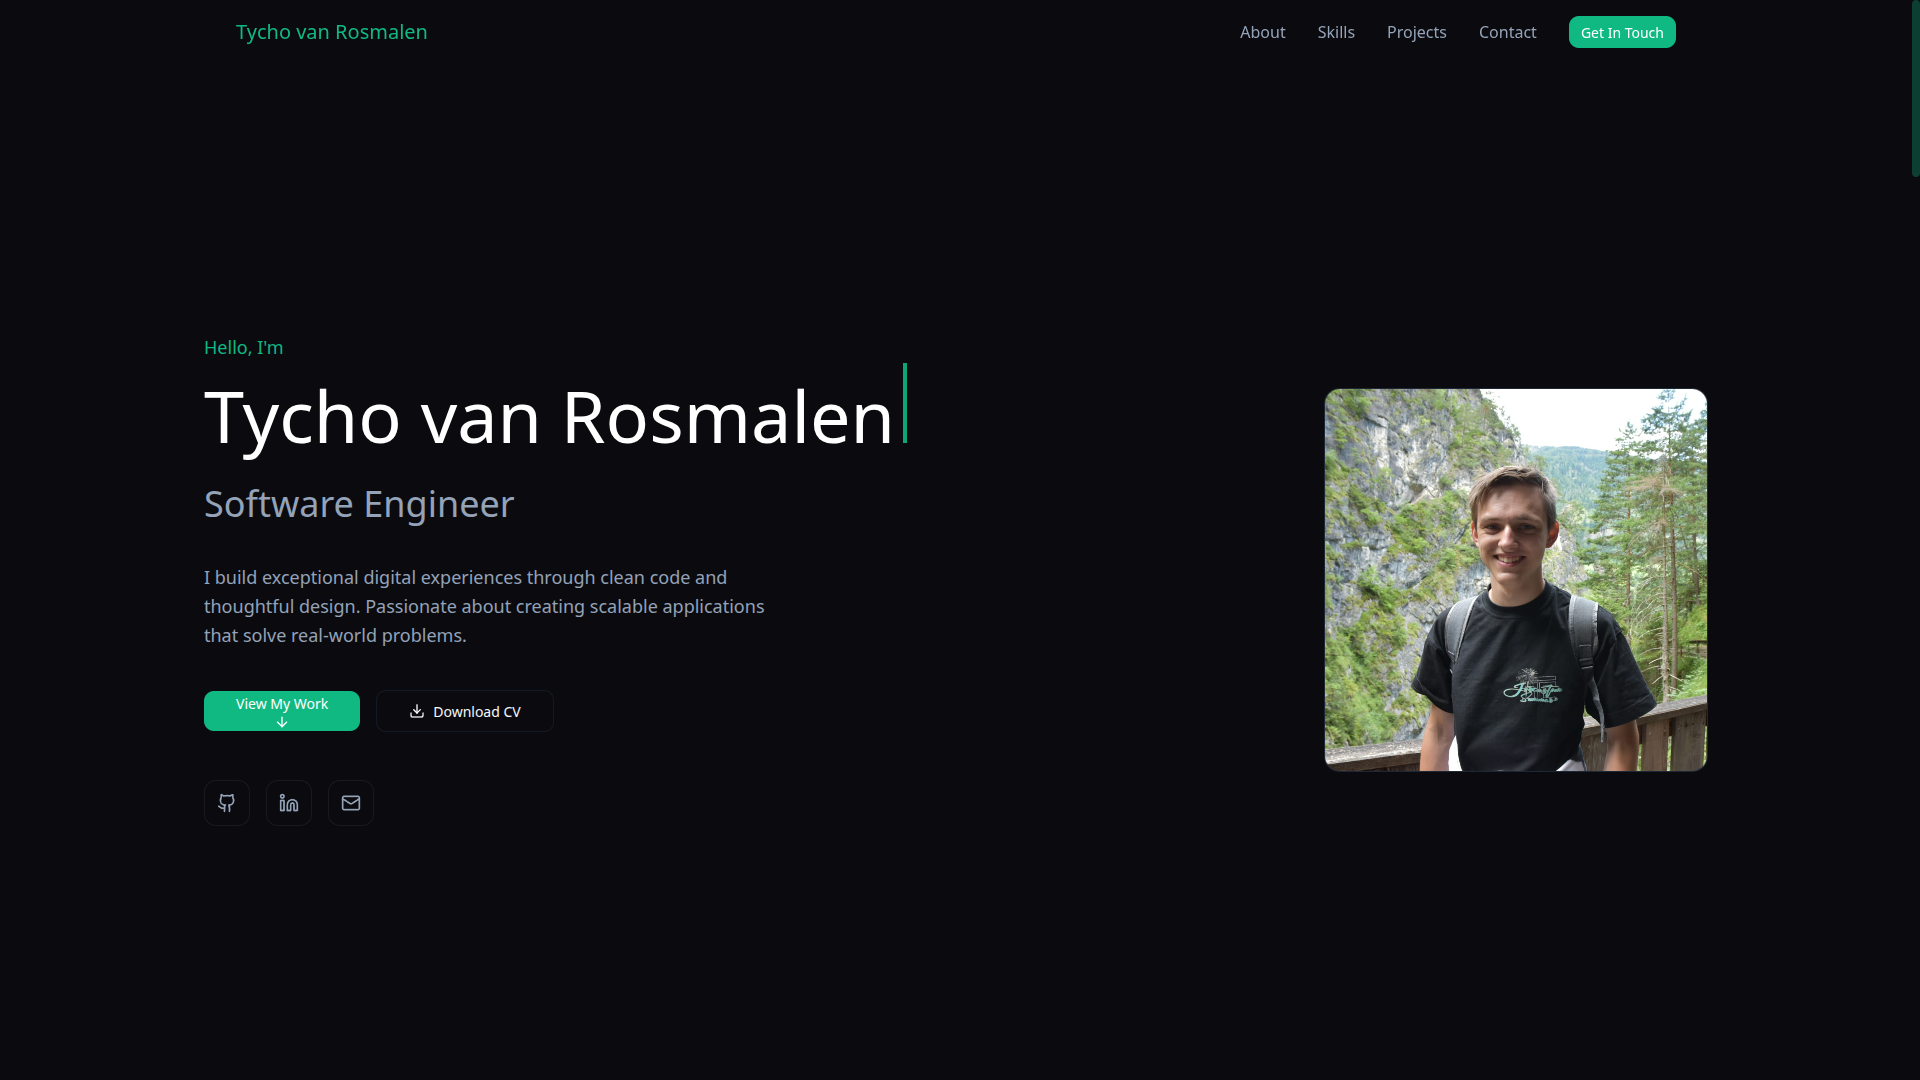 Tycho van Rosmalen
About
Skills
Projects
Contact
Get In Touch
Hello, I'm
Tycho van Rosmalen
Software Engineer
I build exceptional digital experiences through clean code and
thoughtful design. Passionate about creating scalable applications
that solve real-world problems.
View My Work
Download CV